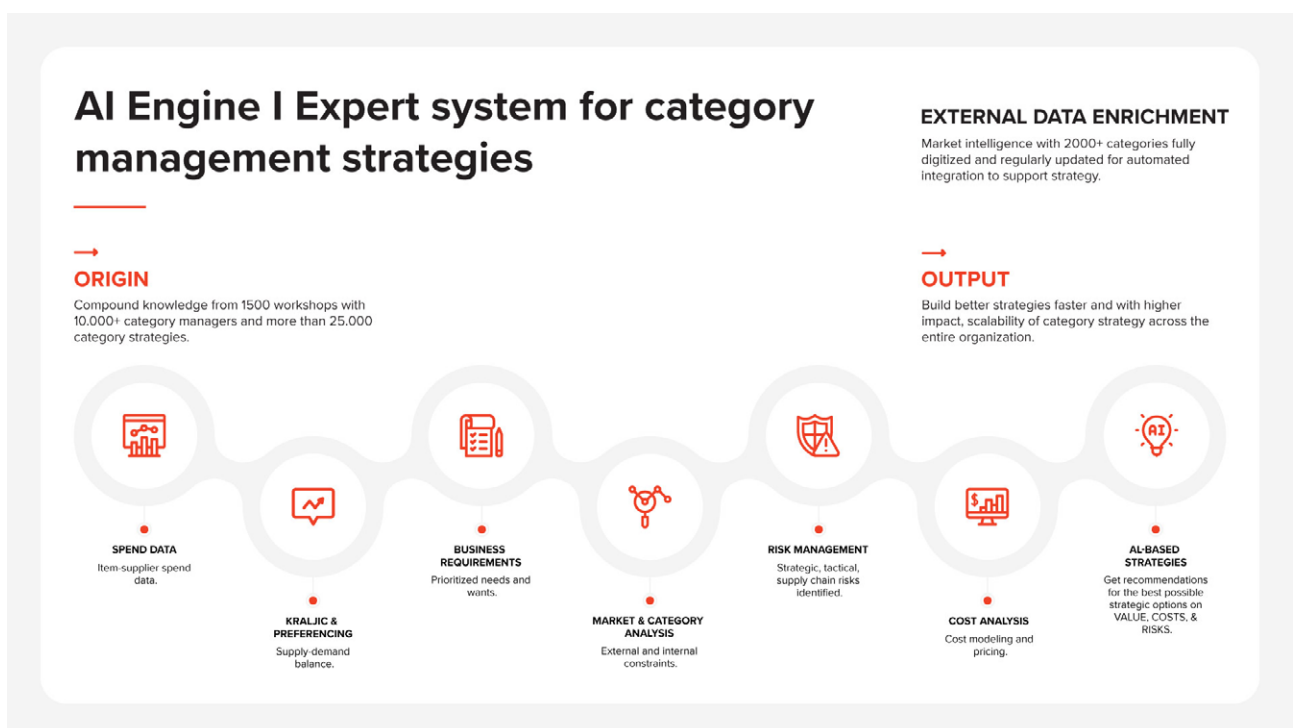 AI Engine I Expert system for category
management strategies
EXTERNAL DATA ENRICHMENT
Market intelligence with 2000+ categories fully
digitized and regularly updated for automated
integration to support strategy.
ORIGIN
Compound knowledge from 1500 workshops with
10.000+ category managers and more than 25.000
category strategies.
OUTPUT
Build better strategies faster and with higher
impact, scalability of category strategy across the
entire organization.
SPEND DATA
Item-supplier spend
data.
KRALJIC &
PREFERENCING
Supply-demand
balance.
BUSINESS
REQUIREMENTS
Prioritized needs and
wants.
MARKET & CATEGORY
ANALYSIS
External and internal
constraints.
RISK MANAGEMENT
Strategic, tactical,
supply chain risks
identified.
$
COST ANALYSIS
Cost modeling and
pricing.
AI
AL-BASED
STRATEGIES
Get recommendations
for the best possible
strategic options on
VALUE, COSTS, &
RISKS.